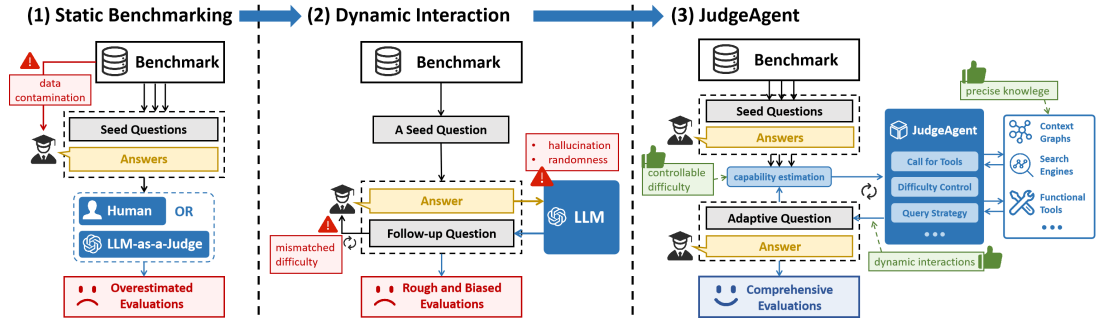 (1) Static Benchmarking
Benchmark
data
contamination
Seed Questions
Answers
Human
OR
LLM-as-a-Judge
Overestimated
Evaluations
(2) Dynamic Interaction
Benchmark
A Seed Question
• hallucination
• randomness
Answer
LLM
Follow-up Question
mismatched
difficulty
Rough and Biased
Evaluations
(3) JudgeAgent
Benchmark
Seed Questions
Answers
controllable
difficulty
capability estimation
Adaptive Question
Answer
Comprehensive
Evaluations
JudgeAgent
Call for Tools
Difficulty Control
Query Strategy
dynamic interactions
precise knowlege
Context
Graphs
Search
Engines
Functional
Tools